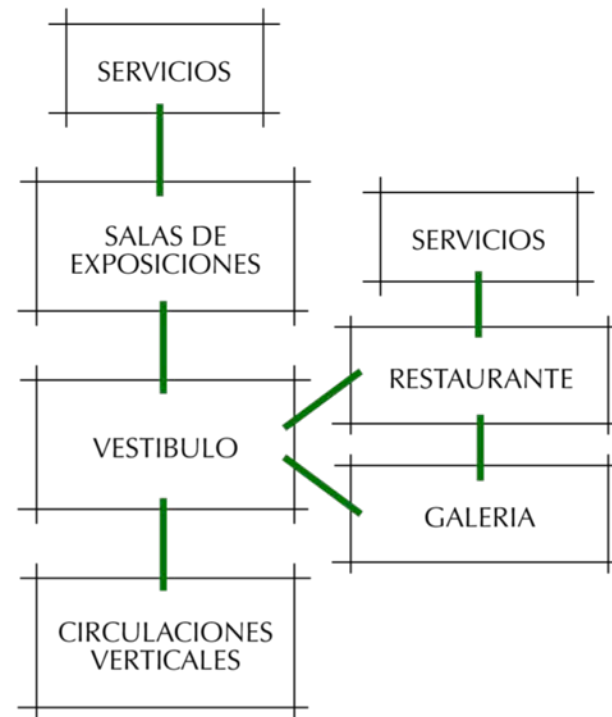 SERVICIOS
SALAS DE
EXPOSICIONES
VESTIBULO
CIRCULACIONES
VERTICALES
SERVICIOS
RESTAURANTE
GALERIA